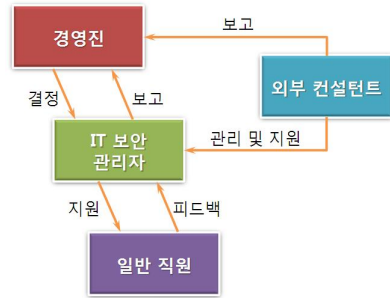 보고
경영진
외부 컨설턴트
결정
보고
IT 보안
관리자
관리 및 지원
지원
피드백
일반 직원